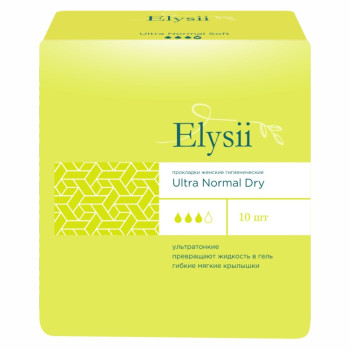 Elysii
Ultra Normal Soft
Elysii
прокладки женские гигиенические
Ultra Normal Dry
10 шт
ультратонкие
превращают жидкость в гель
гибкие мягкие крылышки